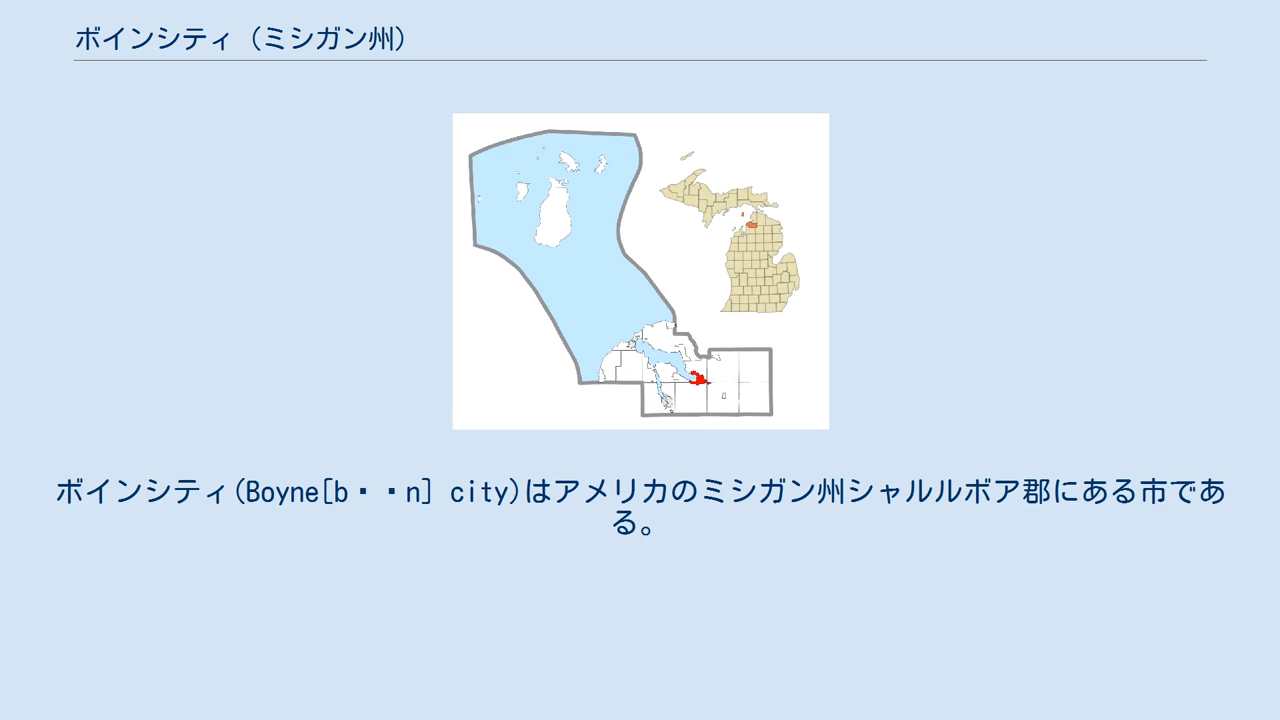 ボインシティ（ミシガン州）
ボインシティ(Boyne[b・・n] city)はアメリカのミシガン州シャルルボア郡にある市であ
る。